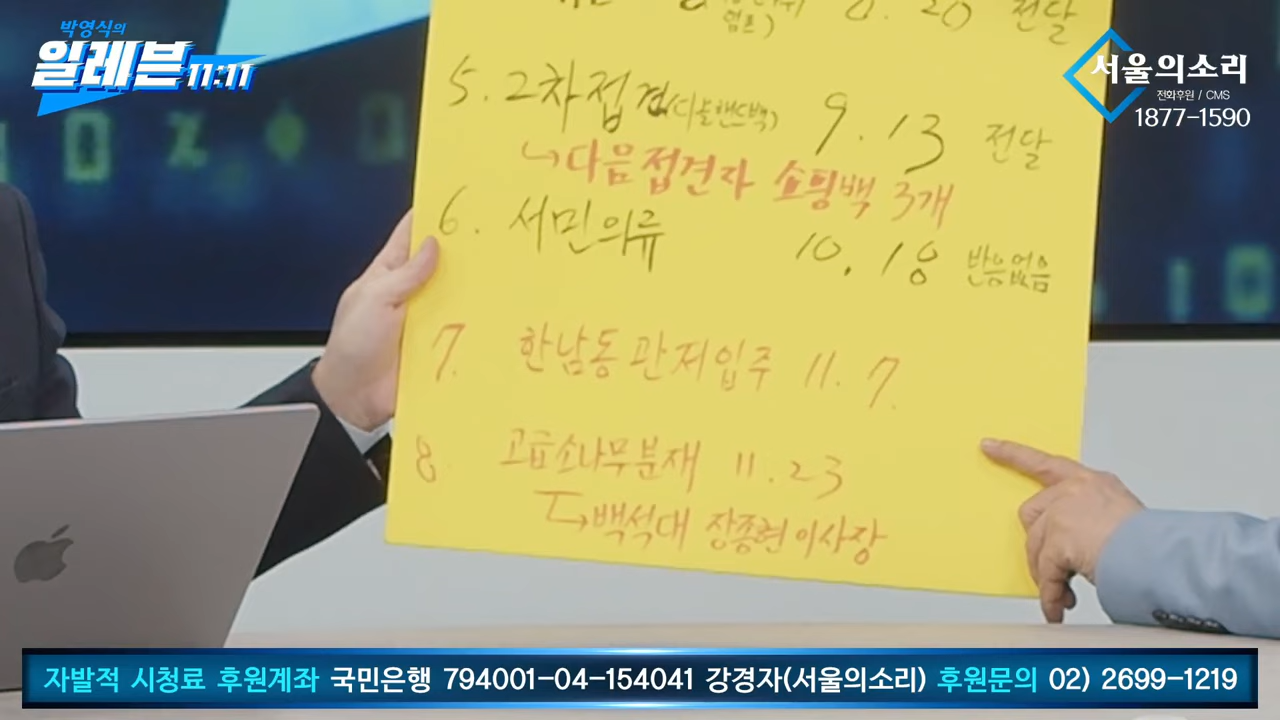 박영식의
일레븐 11:11
서울의소리
전화후원 / CMS
1877-1590
8. 20 전달
5. 2차접견(디올핸드백) 9. 13 전달
↳다음접견자 쇼핑백 3개
6. 서민의류 10. 18 반응없음
7. 한남동관저입주 11. 7.
8. 고급소나무분재 11. 23
↳백석대 장종현이사장
자발적 시청료 후원계좌 국민은행 794001-04-154041 강경자(서울의소리) 후원문의 02) 2699-1219